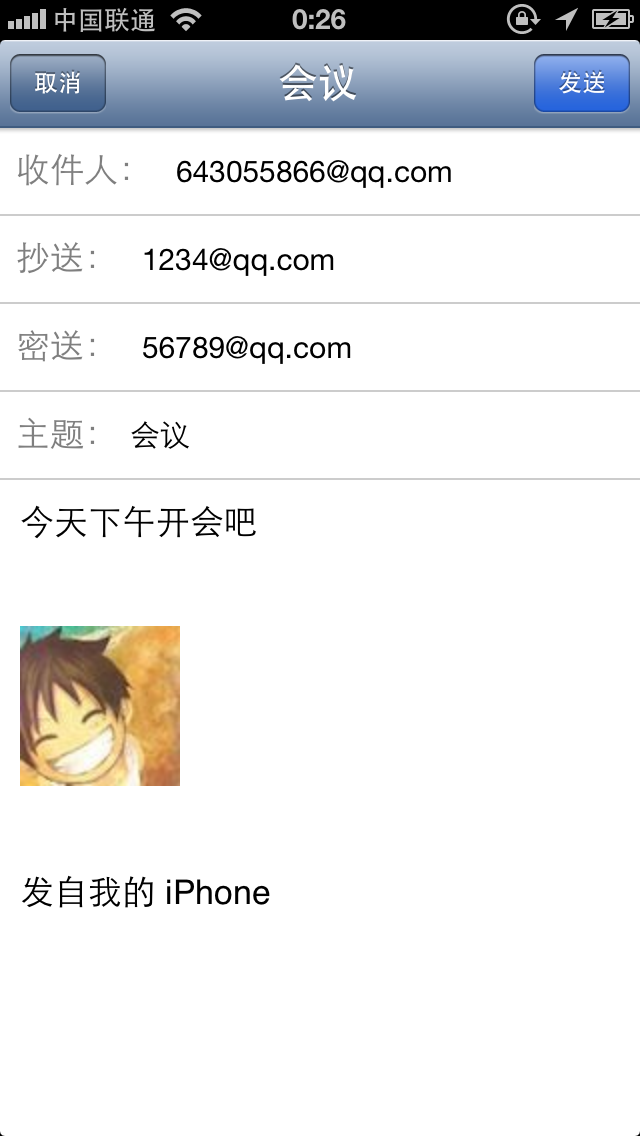 中国联通 0:26
取消 会议 发送
收件人： 643055866@qq.com
抄送： 1234@qq.com
密送： 56789@qq.com
主题： 会议
今天下午开会吧
发自我的 iPhone